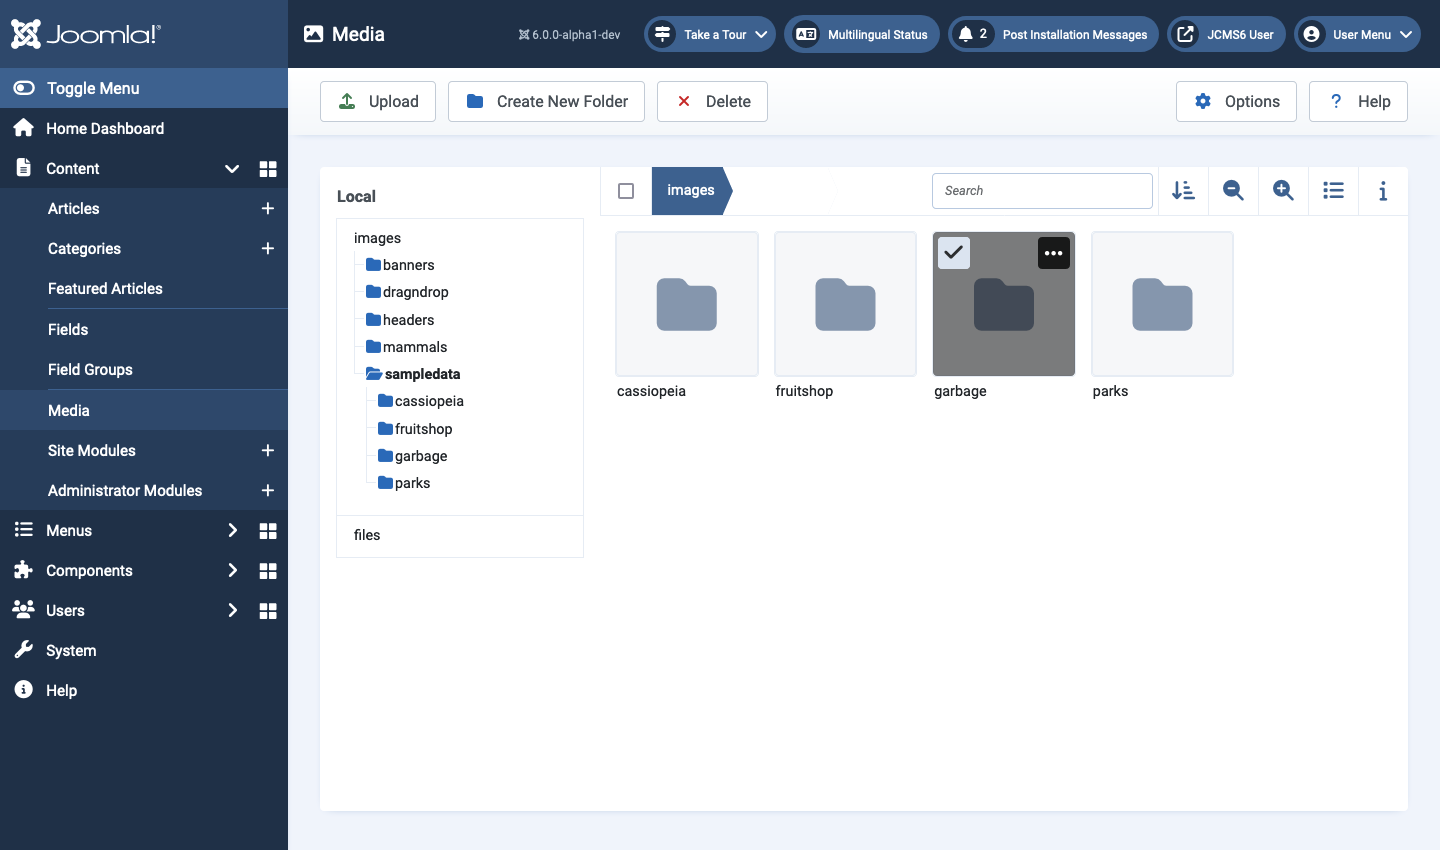 Joomla!®
Toggle Menu
Home Dashboard
Content
Articles
Categories
Featured Articles
Fields
Field Groups
Media
Site Modules
Administrator Modules
Menus
Components
Users
System
Help
Media
6.0.0-alpha1-dev
Take a Tour
Multilingual Status
2 Post Installation Messages
JCMS6 User
User Menu
Upload
Create New Folder
Delete
Options
? Help
Local
images
banners
dragndrop
headers
mammals
sampledata
cassiopeia
fruitshop
garbage
parks
files
images
Search
cassiopeia
fruitshop
garbage
parks